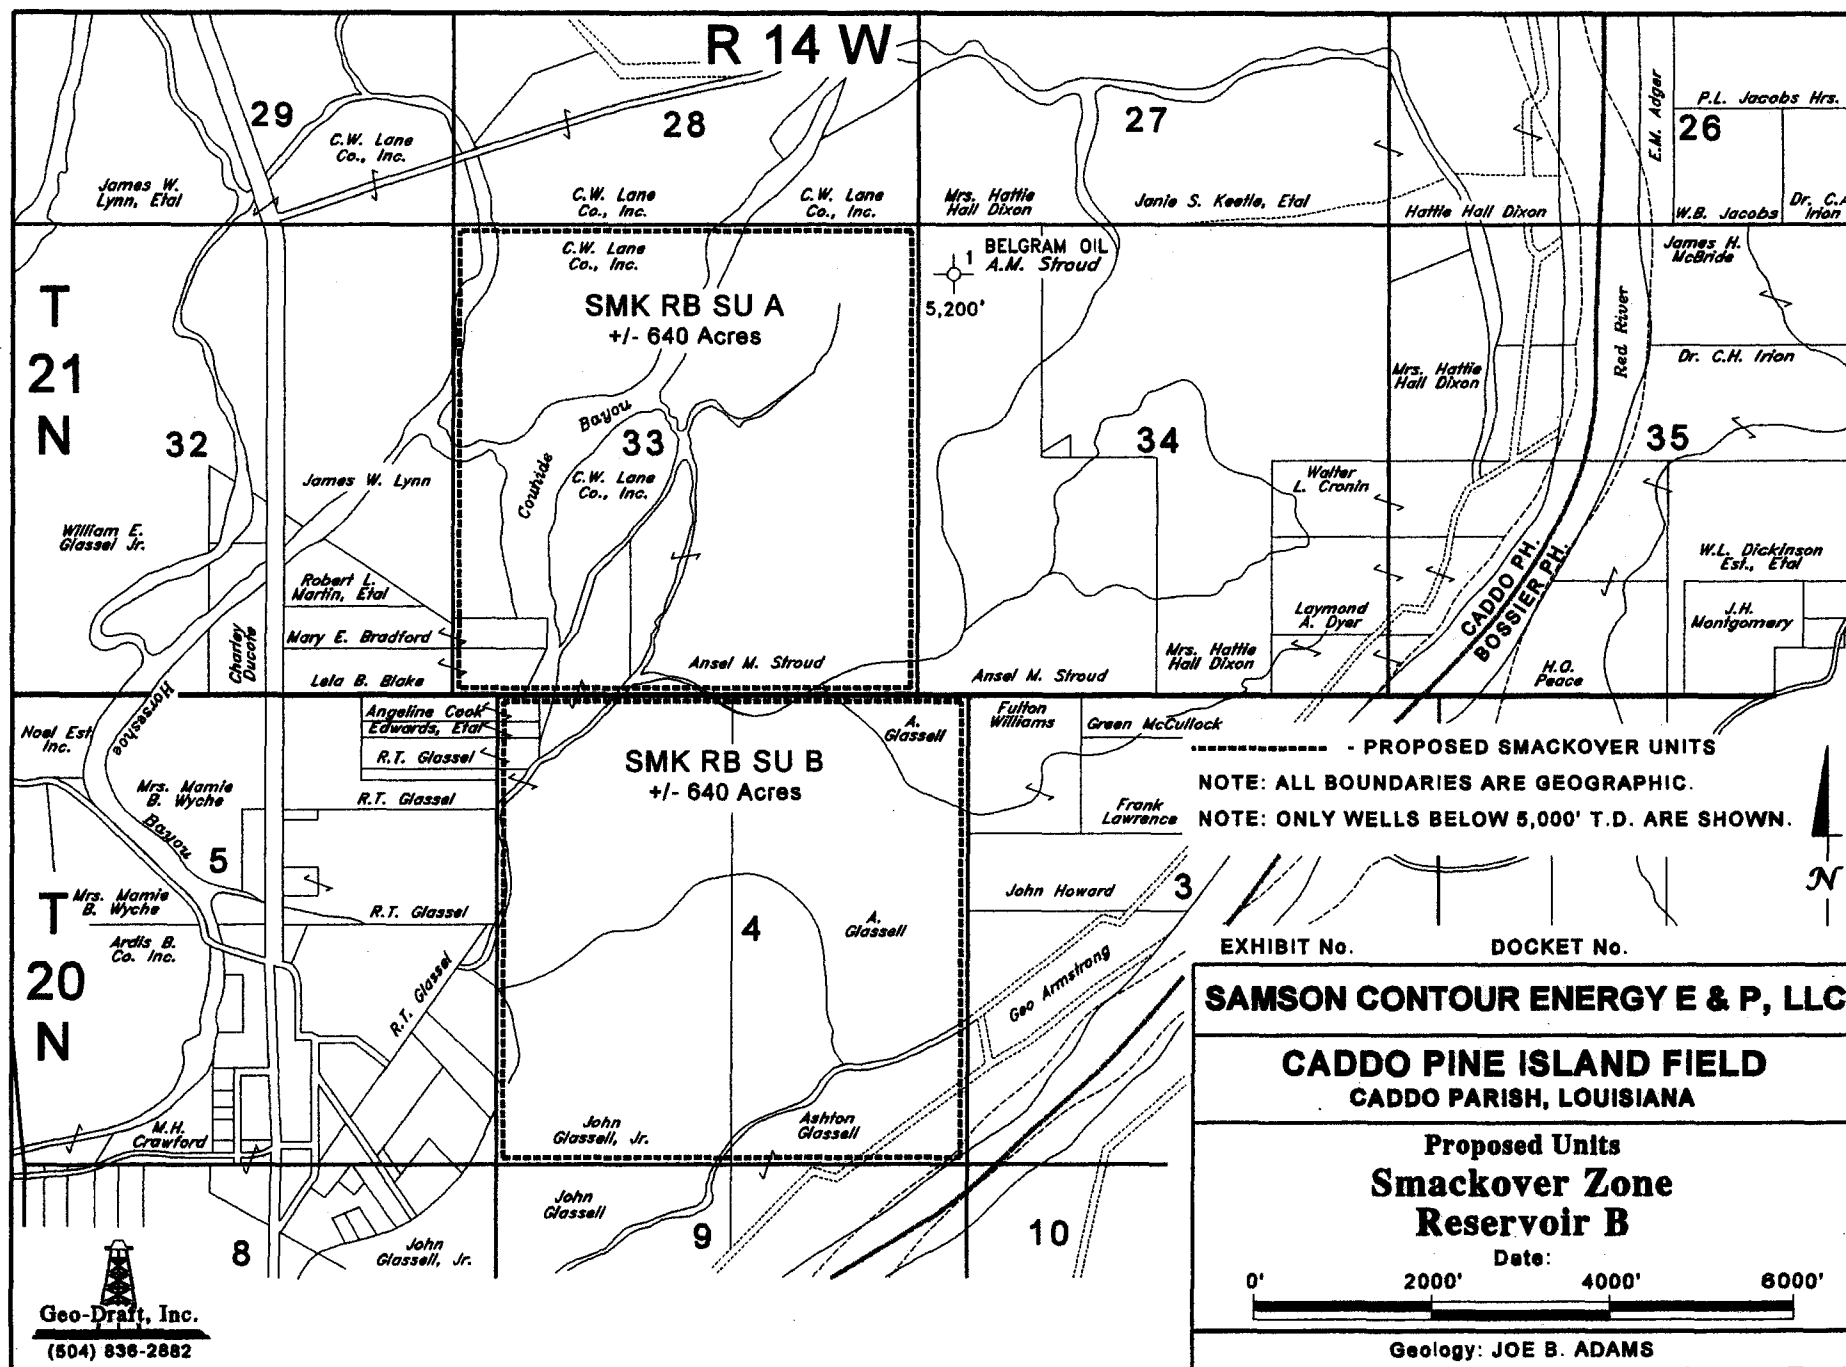 R 14 W
29
28
27
26
E.M. Adger
P.L. Jacobs Hrs.
C.W. Lane
Co., Inc.
James W.
Lynn, Etal
C.W. Lane
Co., Inc.
C.W. Lane
Co., Inc.
Mrs. Hattie
Hall Dixon
Janie S. Keetle, Etal
Hattie Hall Dixon
W.B. Jacobs
Dr. C.A
Irion
C.W. Lane
Co., Inc.
1
BELGRAM OIL
A.M. Stroud
5,200'
James H.
McBride
T
21
N
SMK RB SU A
+/- 640 Acres
Red River
Mrs. Hattie
Hall Dixon
Dr. C.H. Irion
Bayou
32
33
34
35
Cowhide
James W. Lynn
C.W. Lane
Co., Inc.
Walter
L. Cronin
William E.
Glassel Jr.
CADDO PH.
BOSSIER PH.
W.L. Dickinson
Est., Etal
Robert L.
Martin, Etal
Laymond
A. Dyer
J.H.
Montgomery
Charley
Ducote
Mary E. Bradford
Lela B. Blake
Ansel M. Stroud
Ansel M. Stroud
Mrs. Hattie
Hall Dixon
H.O.
Peace
Horseshoe
Noel Est
Inc.
Angeline Cook
Edwards, Etal
R.T. Glassel
A.
Glassell
Fulton
Williams
Green McCullock
SMK RB SU B
+/- 640 Acres
- PROPOSED SMACKOVER UNITS
NOTE: ALL BOUNDARIES ARE GEOGRAPHIC.
NOTE: ONLY WELLS BELOW 5,000' T.D. ARE SHOWN.
Mrs. Mamie
B. Wyche
R.T. Glassel
Frank
Lawrence
Bayou
5
N
T
20
N
Mrs. Mamie
B. Wyche
R.T. Glassel
4
A.
Glassell
John Howard
3
Ardis B.
Co. Inc.
R.T. Glassel
Geo Armstrong
EXHIBIT No.
DOCKET No.
SAMSON CONTOUR ENERGY E & P, LLC
CADDO PINE ISLAND FIELD
CADDO PARISH, LOUISIANA
M.H.
Crawford
John
Glassell, Jr.
Ashton
Glassell
Proposed Units
Smackover Zone
Reservoir B
Date:
0' 2000' 4000' 6000'
Geology: JOE B. ADAMS
John
Glassell
8
9
10
John
Glassell, Jr.
Geo-Draft, Inc.
(504) 836-2882